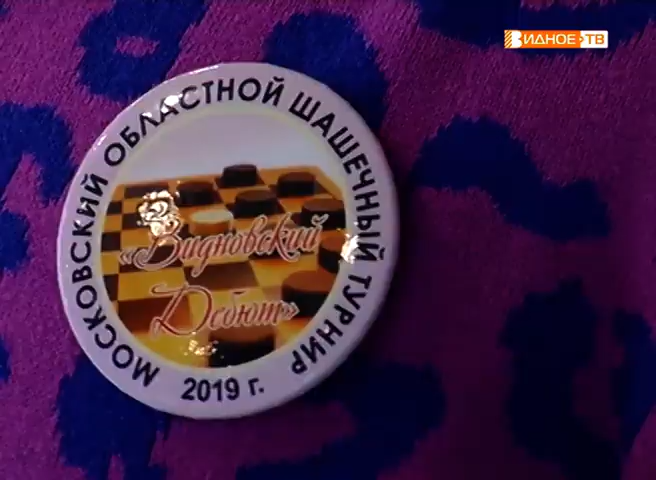 ВИДНОЕ-ТВ
МОСКОВСКИЙ ОБЛАСТНОЙ ШАШЕЧНЫЙ ТУРНИР
«Видновский
Дебют»
2019 г.